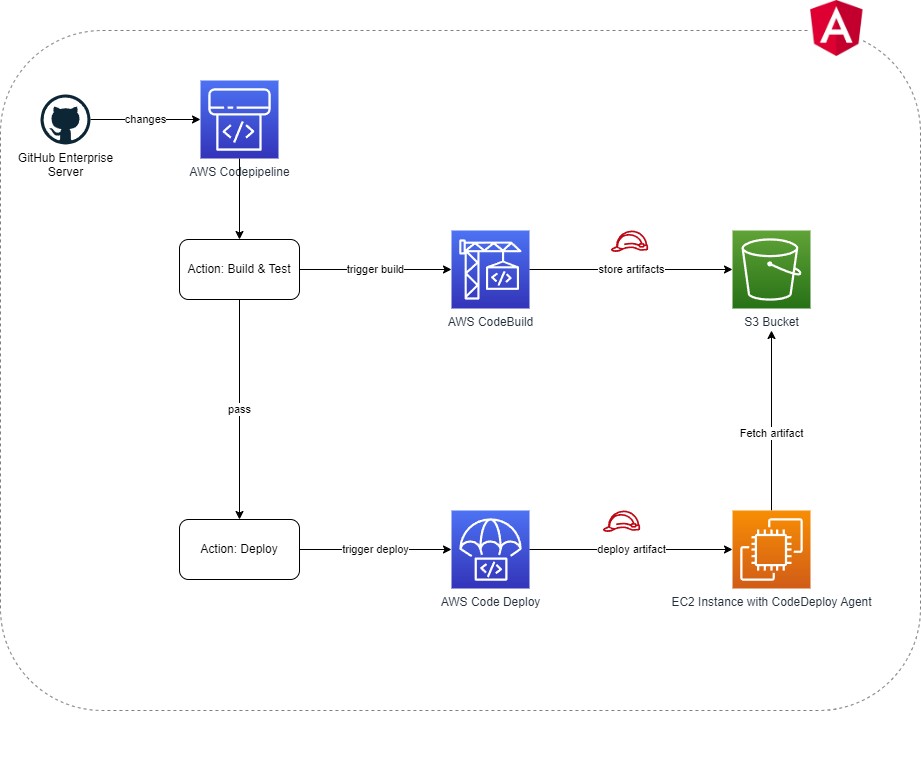 A
changes
GitHub Enterprise
Server
</>
AWS Codepipeline
Action: Build & Test
trigger build
</>
AWS CodeBuild
store artifacts
S3 Bucket
pass
Fetch artifact
Action: Deploy
trigger deploy
</>
AWS Code Deploy
deploy artifact
EC2 Instance with CodeDeploy Agent